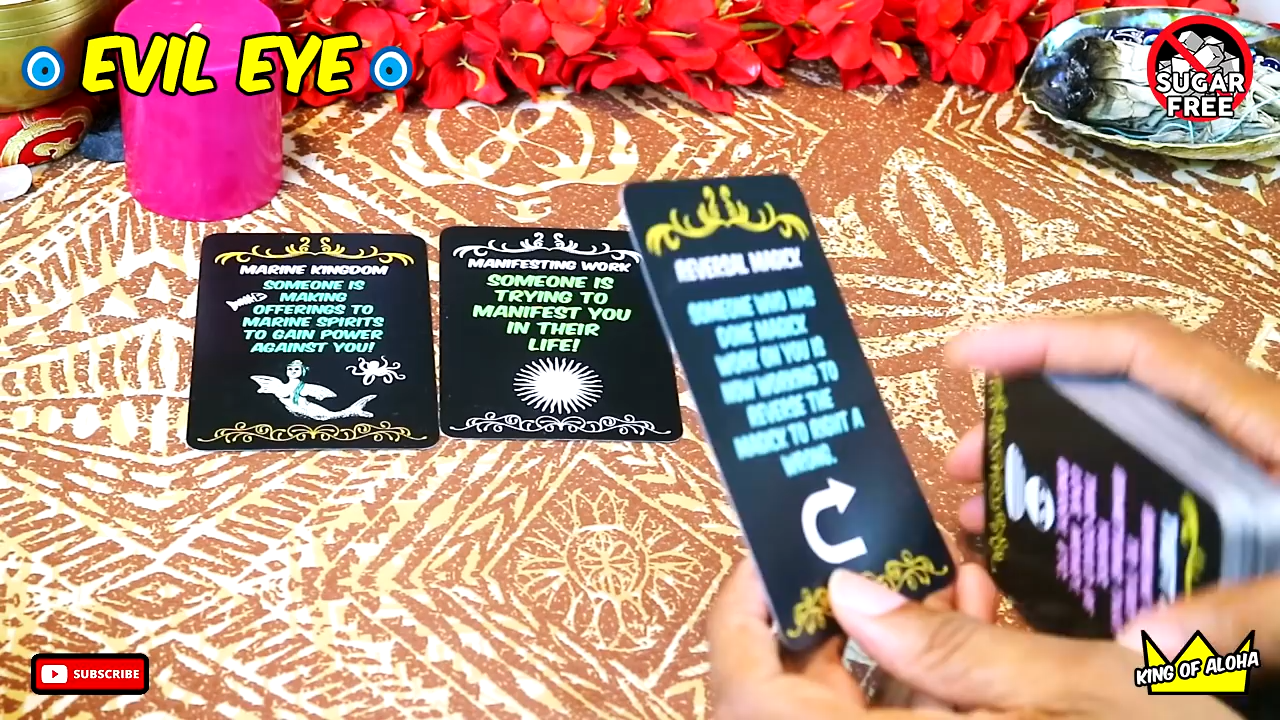 EVIL EYE
SUGAR
FREE
MARINE KINGDOM
SOMEONE IS
MAKING
OFFERINGS TO
MARINE SPIRITS
TO GAIN POWER
AGAINST YOU!
MANIFESTING WORK
SOMEONE IS
TRYING TO
MANIFEST YOU
IN THEIR
LIFE!
REVERSAL MAGICK
SOMEONE WHO HAS
DONE MAGICK
WORK ON YOU IS
NOW WORKING TO
REVERSE THE
MAGICK TO RIGHT A
WRONG.
SUBSCRIBE
KING OF ALOHA